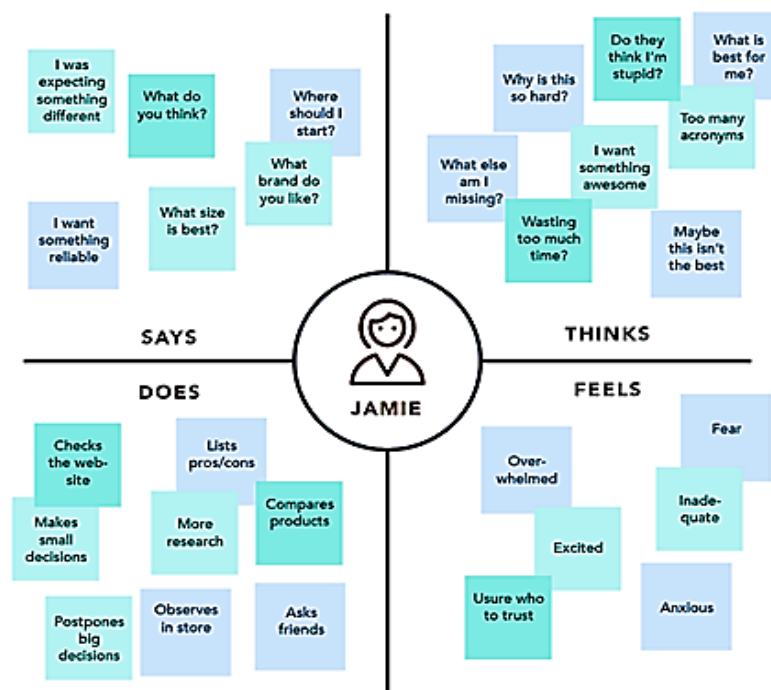 I was
expecting
something
different
What do
you think?
Where
should I
start?
What
brand do
you like?
I want
something
reliable
What size
is best?
SAYS
Why is this
so hard?
Do they
think I'm
stupid?
What is
best for
me?
Too many
acronyms
What else
am I
missing?
I want
something
awesome
Wasting
too much
time?
Maybe
this isn't
the best
THINKS
JAMIE
DOES
Checks
the web-
site
Lists
pros/cons
Makes
small
decisions
More
research
Compares
products
Postpones
big
decisions
Observes
in store
Asks
friends
FEELS
Over-
whelmed
Fear
Inade-
quate
Excited
Usure who
to trust
Anxious